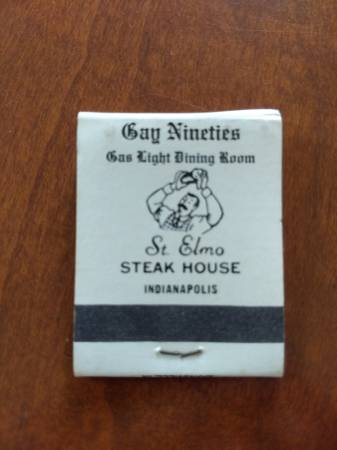 Gay Nineties
Gas Light Dining Room
St. Elmo
STEAK HOUSE
INDIANAPOLIS